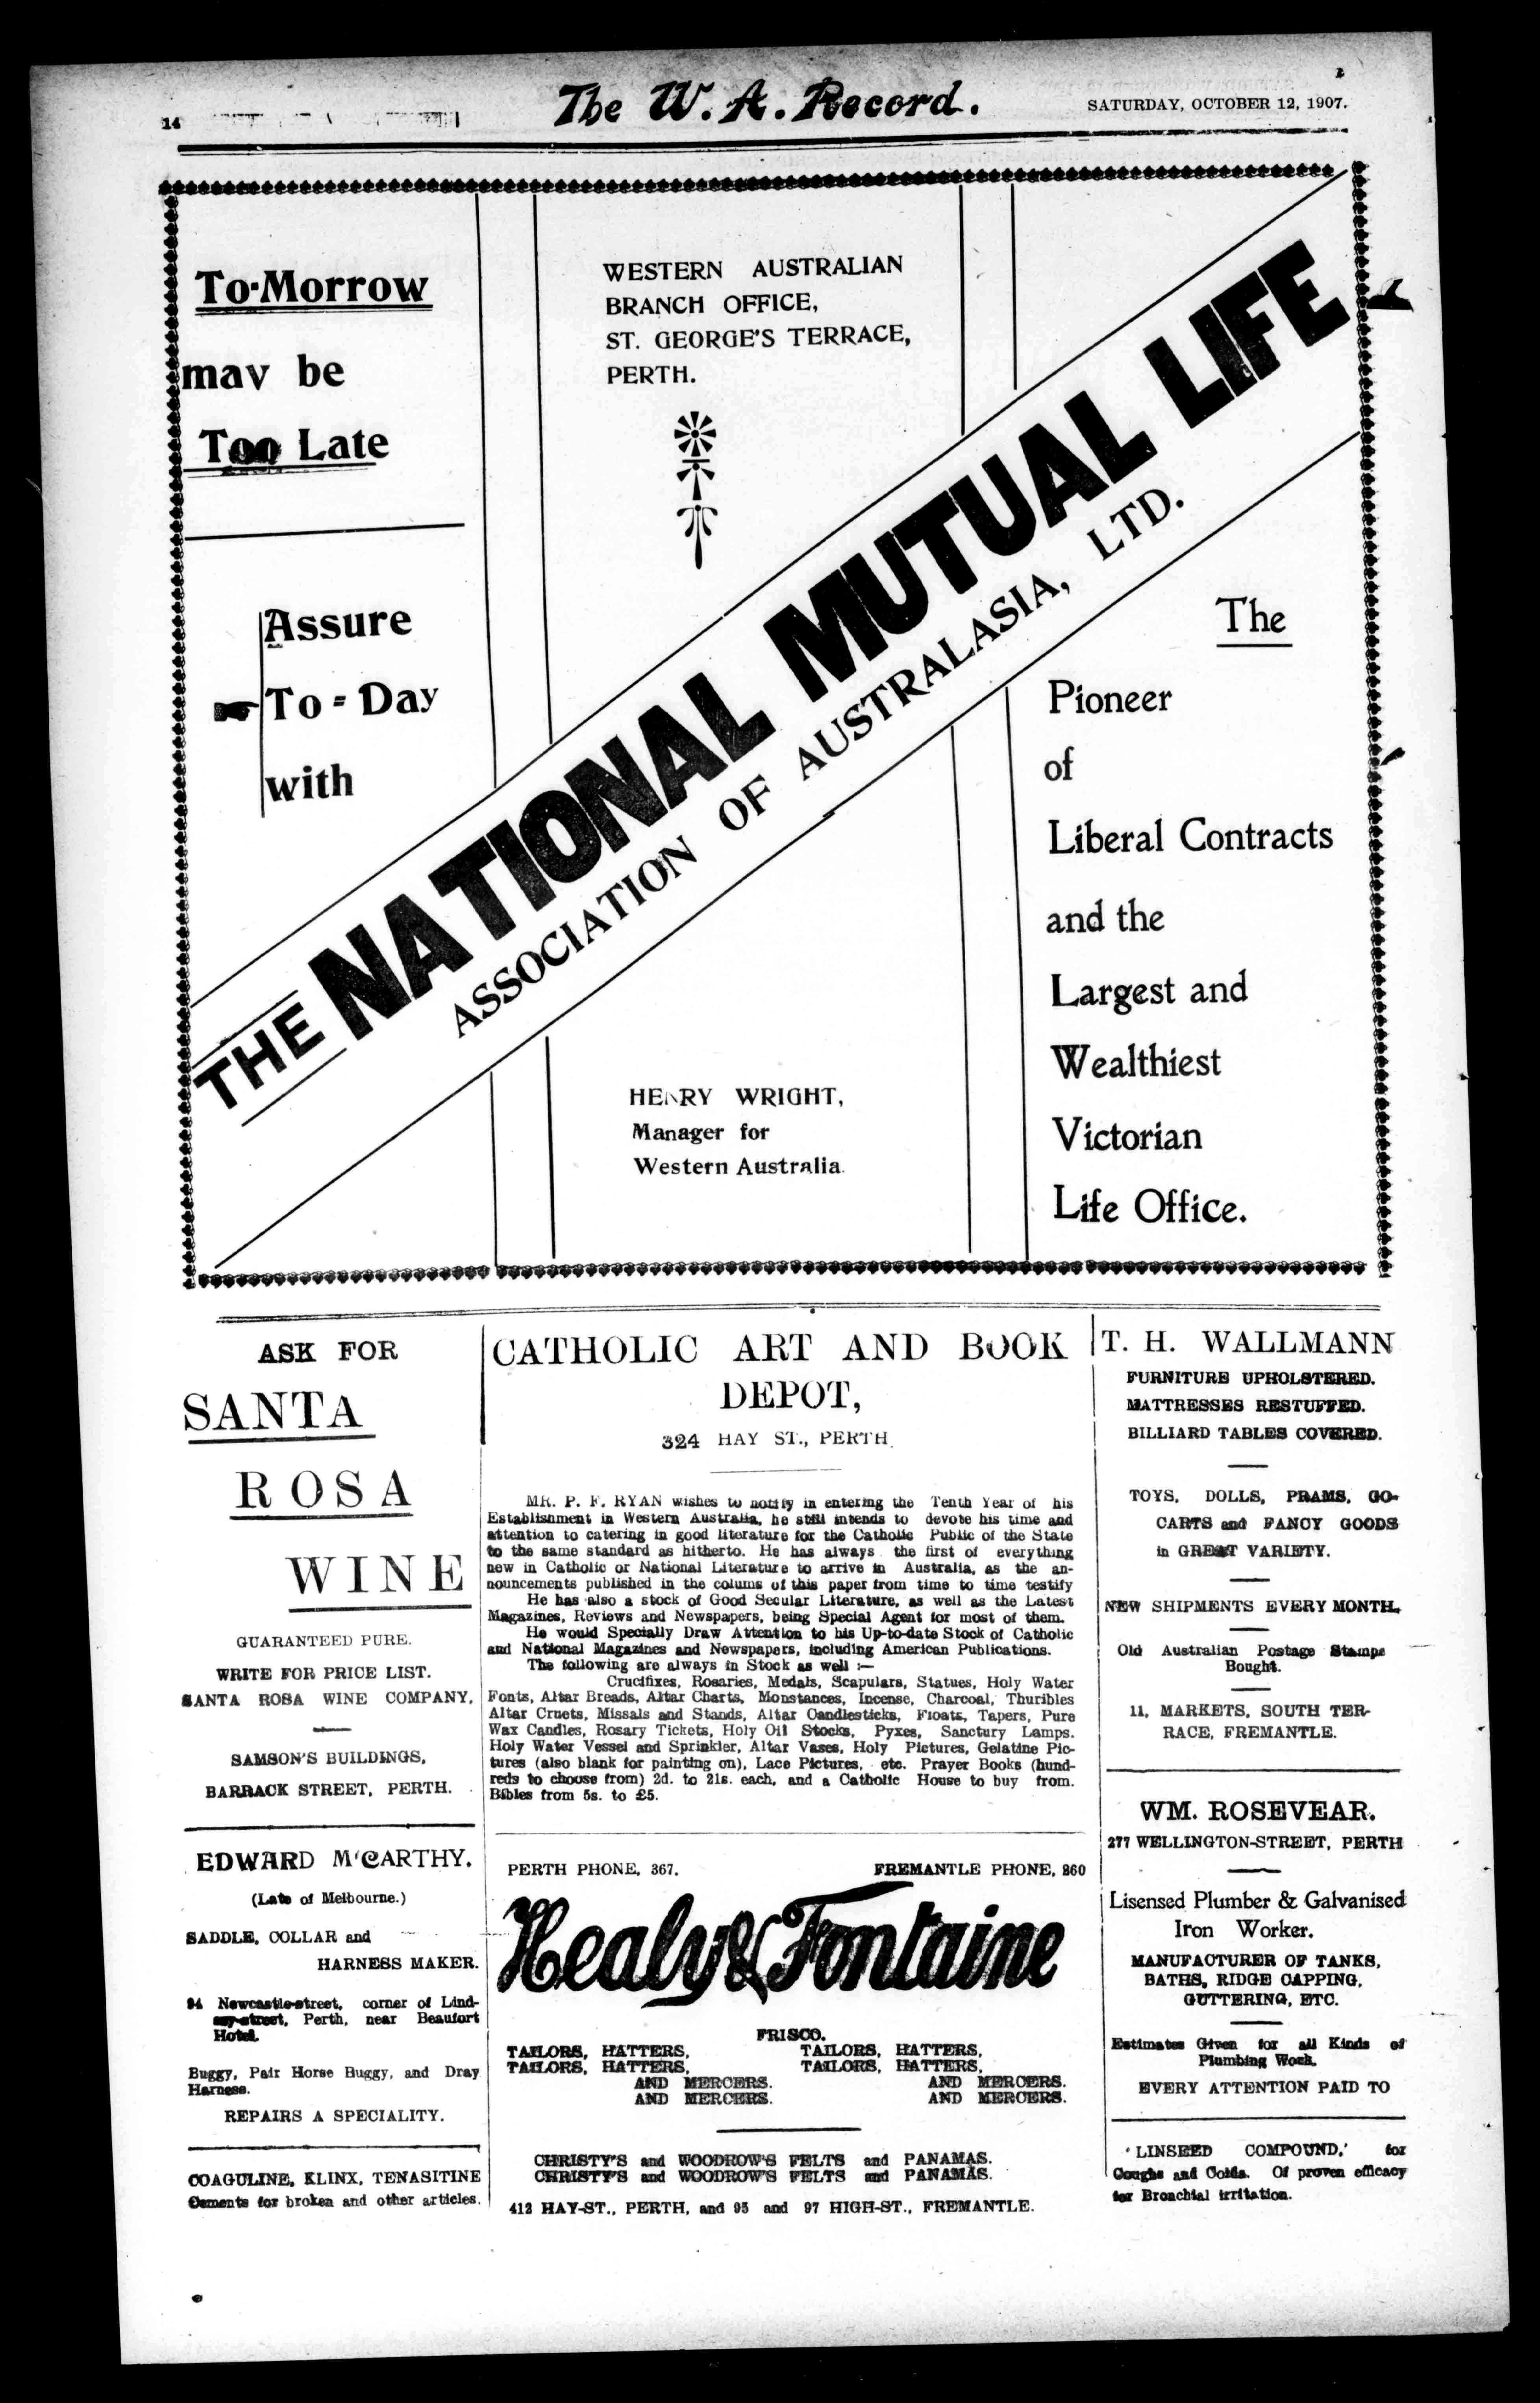 14
The W. A. Record.
SATURDAY, OCTOBER 12, 1907.
To-Morrow
may be
Too Late
Assure
To-Day
with
WESTERN AUSTRALIAN
BRANCH OFFICE,
ST. GEORGE'S TERRACE,
PERTH.
THE NATIONAL MUTUAL LIFE
ASSOCIATION OF AUSTRALASIA, LTD.
HENRY WRIGHT,
Manager for
Western Australia.
The
Pioneer
of
Liberal Contracts
and the
Largest and
Wealthiest
Victorian
Life Office.
ASK FOR
SANTA
ROSA
WINE
GUARANTEED PURE.
WRITE FOR PRICE LIST.
SANTA ROSA WINE COMPANY,
SAMSON'S BUILDINGS,
BARRACK STREET, PERTH.
EDWARD McCARTHY.
(Late of Melbourne.)
SADDLE, COLLAR and
HARNESS MAKER.
94 Newcastle-street, corner of Lind-
say-street, Perth, near Beaufort
Hotel.
Buggy, Pair Horse Buggy, and Dray
Harness.
REPAIRS A SPECIALITY.
COAGULINE, KLINX, TENASITINE
Cements for broken and other articles.
CATHOLIC ART AND BOOK
DEPOT,
324 HAY ST., PERTH.
MR. P. F. RYAN wishes to notify in entering the Tenth Year of his
Establishment in Western Australia, he still intends to devote his time and
attention to catering in good literature for the Catholic Public of the State
to the same standard as hitherto. He has always the first of everything
new in Catholic or National Literature to arrive in Australia, as the an-
nouncements published in the colums of this paper from time to time testify
He has also a stock of Good Secular Literature, as well as the Latest
Magazines, Reviews and Newspapers, being Special Agent for most of them.
He would Specially Draw Attention to his Up-to-date Stock of Catholic
and National Magazines and Newspapers, including American Publications.
The following are always in Stock as well :—
Crucifixes, Rosaries, Medals, Scapulars, Statues, Holy Water
Fonts, Altar Breads, Altar Charts, Monstances, Incense, Charcoal, Thuribles
Altar Cruets, Missals and Stands, Altar Candlesticks, Floats, Tapers, Pure
Wax Candles, Rosary Tickets, Holy Oil Stocks, Pyxes, Sanctury Lamps.
Holy Water Vessel and Sprinkler, Altar Vases, Holy Pictures, Gelatine Pic-
tures (also blank for painting on), Lace Pictures, etc. Prayer Books (hund-
reds to choose from) 2d. to 21s. each, and a Catholic House to buy from.
Bibles from 5s. to £5.
PERTH PHONE, 367. FREMANTLE PHONE, 260
Healy & Fontaine
FRISCO.
TAILORS, HATTERS, TAILORS, HATTERS,
TAILORS, HATTERS, TAILORS, HATTERS,
AND MERCERS. AND MERCERS.
AND MERCERS. AND MERCERS.
CHRISTY'S and WOODROW'S FELTS and PANAMAS.
CHRISTY'S and WOODROW'S FELTS and PANAMAS.
412 HAY-ST., PERTH, and 95 and 97 HIGH-ST., FREMANTLE.
T. H. WALLMANN
FURNITURE UPHOLSTERED.
MATTRESSES RESTUFFED.
BILLIARD TABLES COVERED.
TOYS, DOLLS, PRAMS, GO-
CARTS and FANCY GOODS
in GREAT VARIETY.
NEW SHIPMENTS EVERY MONTH.
Old Australian Postage Stamps
Bought.
11, MARKETS, SOUTH TER-
RACE, FREMANTLE.
WM. ROSEVEAR.
277 WELLINGTON-STREET, PERTH
Lisensed Plumber & Galvanised
Iron Worker.
MANUFACTURER OF TANKS,
BATHS, RIDGE CAPPING,
GUTTERING, ETC.
Estimates Given for all Kinds of
Plumbing Work.
EVERY ATTENTION PAID TO
'LINSEED COMPOUND,' for
Coughs and Colds. Of proven efficacy
for Bronchial irritation.